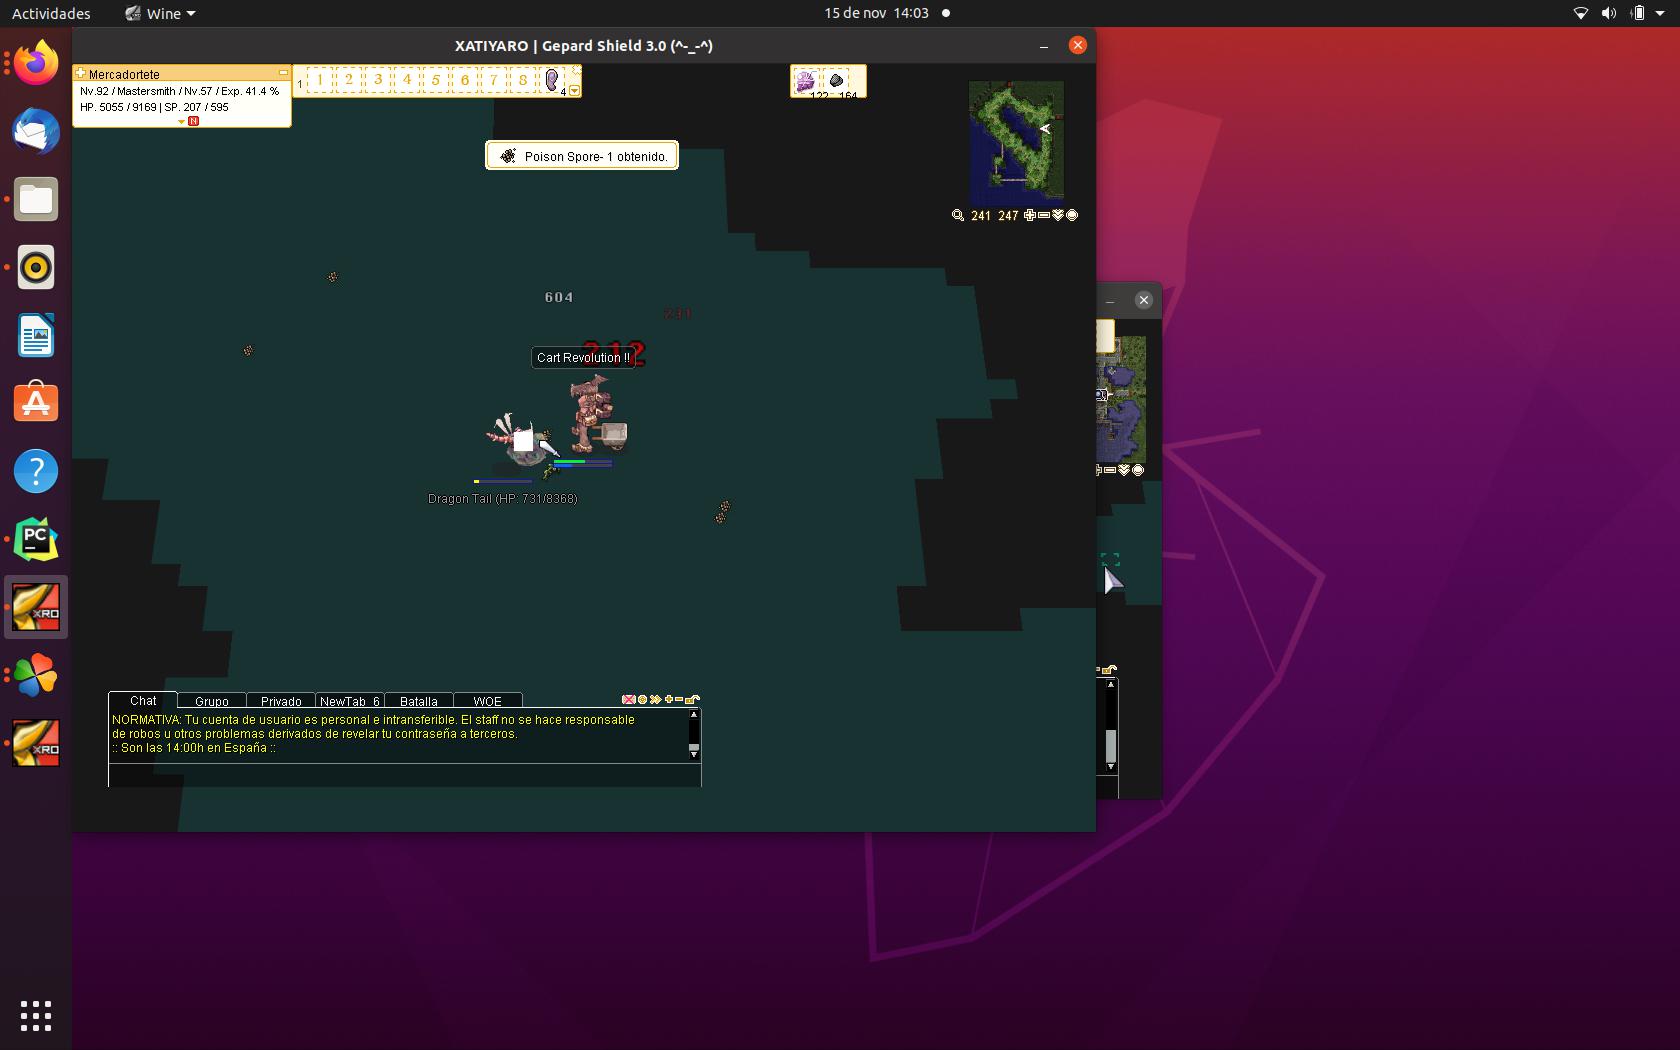 Actividades
Wine
15 de nov 14:03
XATIYARO | Gepard Shield 3.0 (^-_-^)
Mercadortete
Nv.92 / Mastersmith / Nv.57 / Exp. 41.4 %
HP. 5055 / 9169 | SP. 207 / 595
N
1 1 2 3 4 5 6 7 8 4
122 164
Poison Spore- 1 obtenido.
241 247
604
231
212
Cart Revolution !!
Dragon Tail (HP: 731/8368)
?
PC
XRO
XRO
Chat Grupo Privado NewTab_6 Batalla WOE
NORMATIVA: Tu cuenta de usuario es personal e intransferible. El staff no se hace responsable
de robos u otros problemas derivados de revelar tu contraseña a terceros.
:: Son las 14:00h en España ::